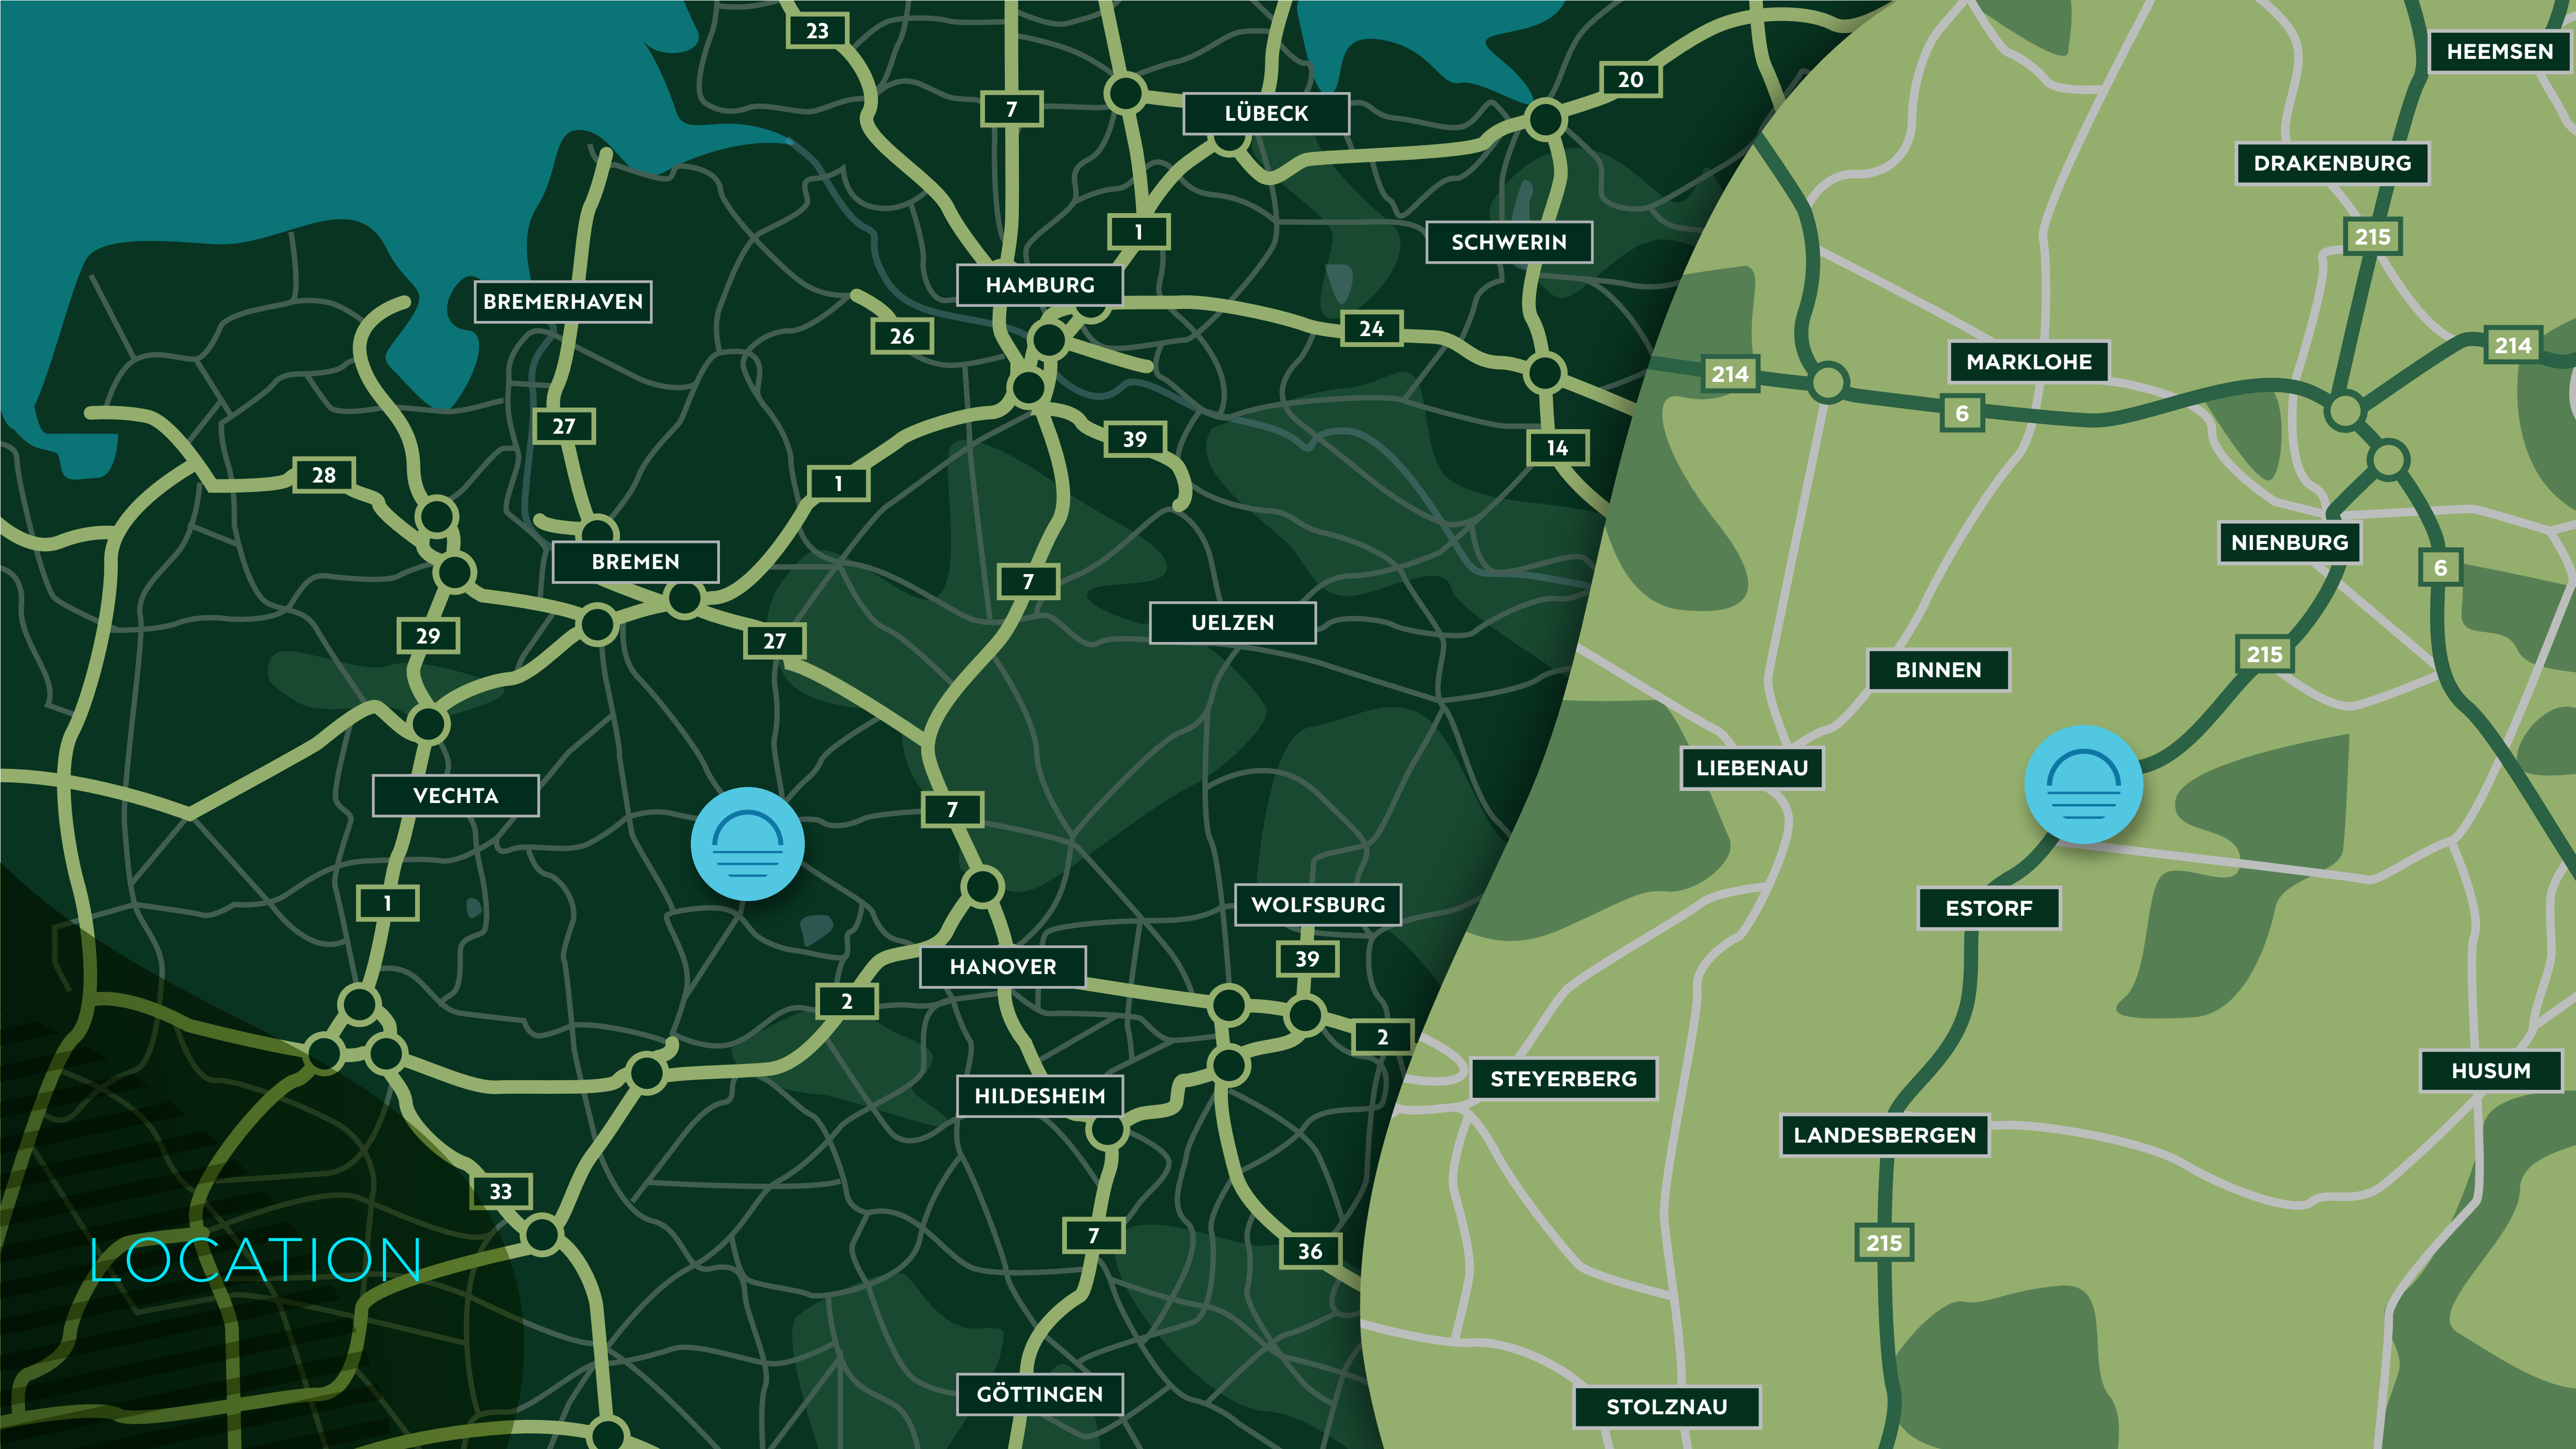 23
7
LÜBECK
20
1
SCHWERIN
HAMBURG
BREMERHAVEN
26
24
27
39
14
28
1
BREMEN
7
29
27
UELZEN
VECHTA
7
1
WOLFSBURG
39
HANOVER
2
2
HILDESHEIM
33
7
36
LOCATION
GÖTTINGEN
HEEMSEN
DRAKENBURG
215
214
MARKLOHE
214
6
NIENBURG
6
215
BINNEN
LIEBENAU
ESTORF
STEYERBERG
HUSUM
LANDESBERGEN
215
STOLZNAU